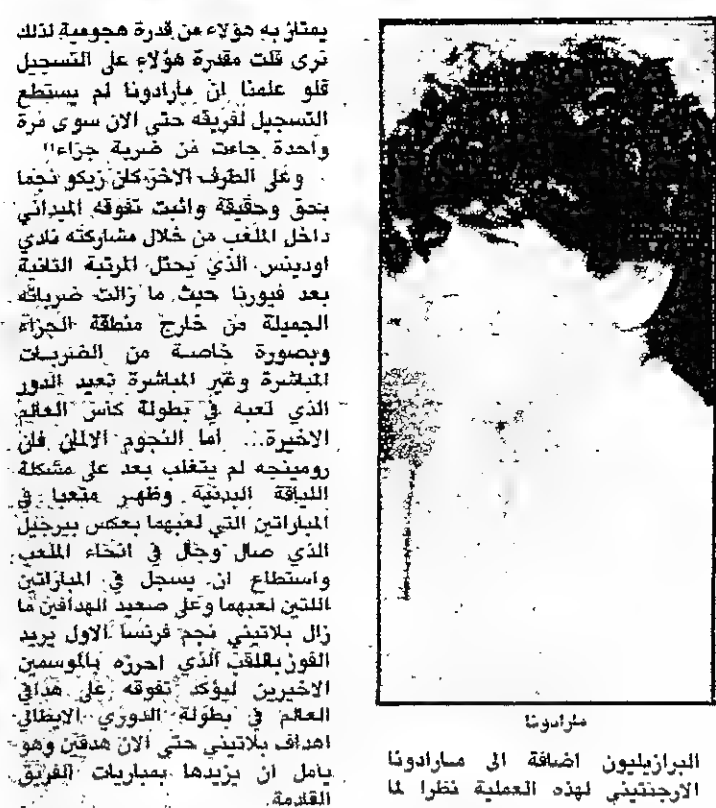 مارادونا
البرازيليون اضافة الى مارادونا
الارجنتيني لهذه العملية نظرا لما
يمتاز به هؤلاء من قدرة هجومية لذلك
نرى قلت مقدرة هؤلاء على التسجيل
فلو علمنا ان مارادونا لم يستطع
التسجيل لفريقه حتى الان سوى مرة
واحدة جاءت من ضربة جزاء!!
وعلى الطرف الاخر كان زيكو نجما
بحق وحقيقة واثبت تفوقه الميداني
داخل الملعب من خلال مشاركته نادي
اودينس الذي يحتل المرتبة الثانية
بعد فيورنا حيث ما زالت ضرباته
الجميلة من خارج منطقة الجزاء
وبصورة خاصة من الضربات
المباشرة وغير المباشرة تعيد الدور
الذي لعبه في بطولة كأس العالم
الاخيرة... أما النجوم الالمان فان
رومينجه لم يتغلب بعد على مشكلة
اللياقة البدنية وظهر متعبا في
المباراتين التي لعبهما بعكس بيرجيل
الذي صال وجال في انحاء الملعب
واستطاع ان يسجل في المباراتين
اللتين لعبهما وعلى صعيد الهدافين ما
زال بلاتيني نجم فرنسا الاول يريد
الفوز باللقب الذي احرزه بالموسمين
الاخيرين ليؤكد تفوقه على هدافي
العالم في بطولة الدوري الايطالي
اهداف بلاتيني حتى الان هدفين وهو
يأمل ان يزيدها بمباريات الفريق
القادمة.